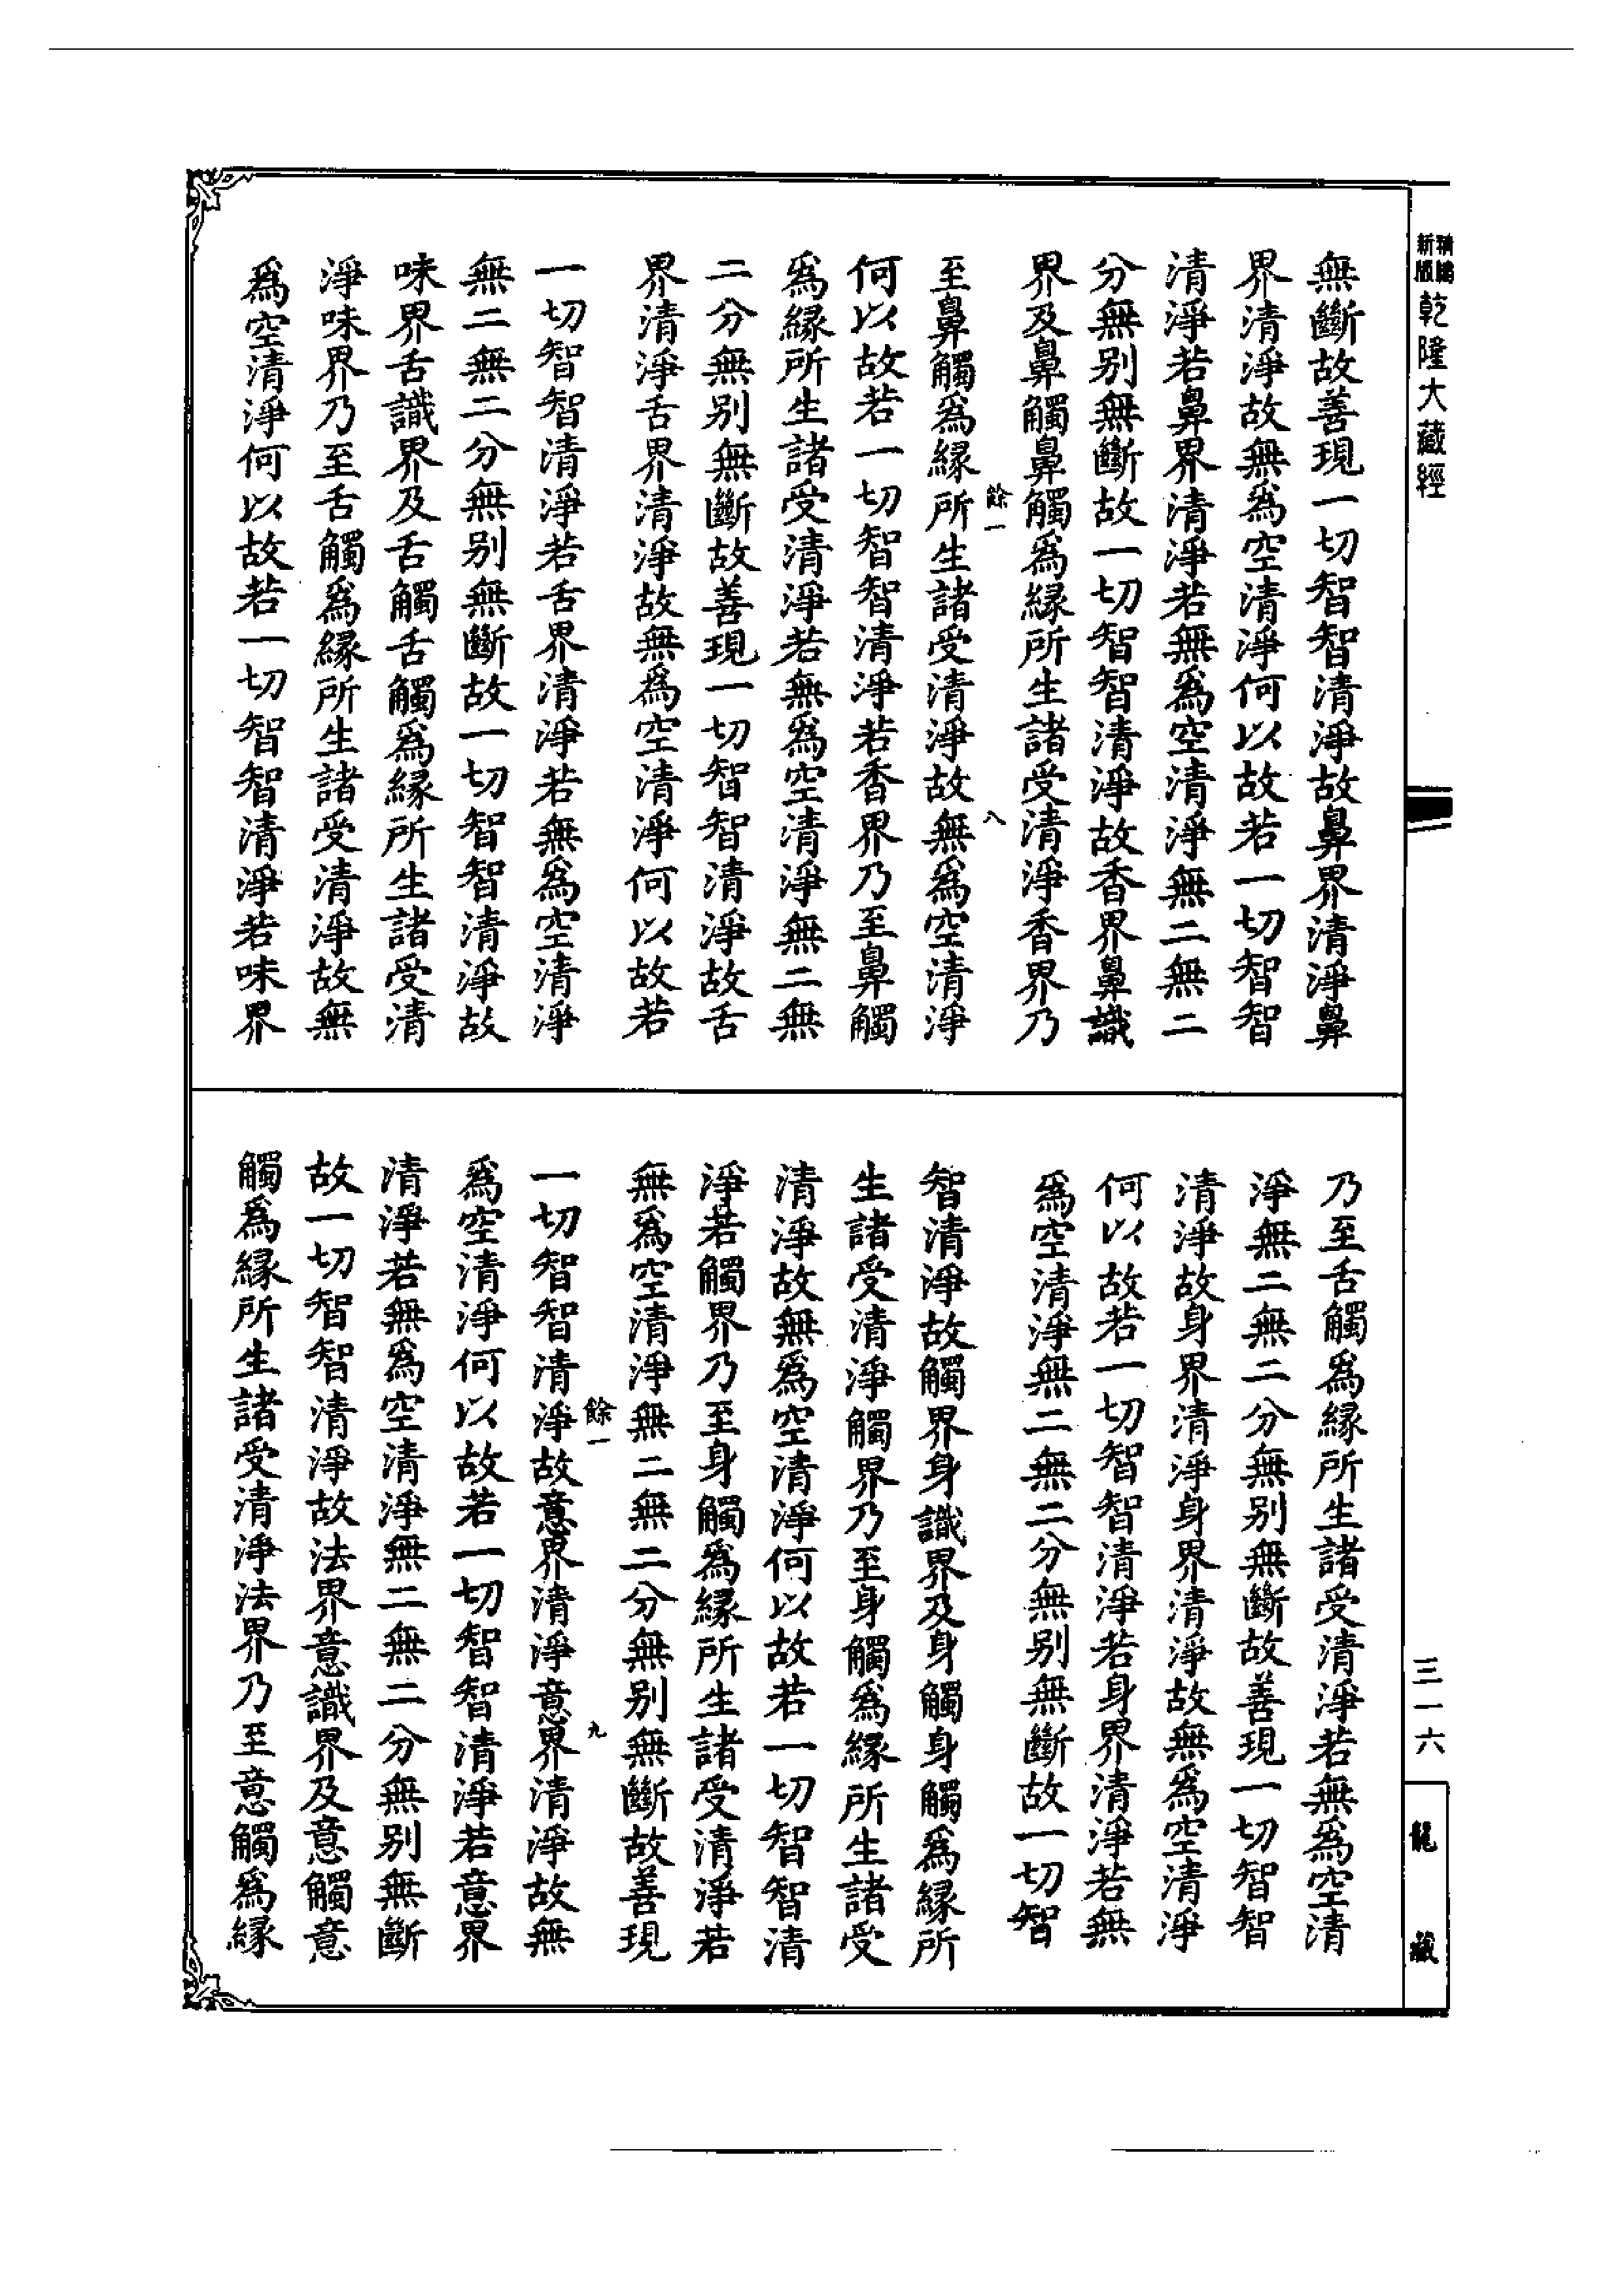 新版
精縮
乾隆大藏經
三一六
龍藏
無斷故善現一切智智清淨故鼻界清淨鼻
界清淨故無爲空清淨何以故若一切智智
清淨若鼻界清淨若無爲空清淨無二無二
分無别無斷故一切智智清淨故香界鼻識
界及鼻觸鼻觸爲緣所生諸受清淨香界乃
餘一
八
至鼻觸爲緣所生諸受清淨故無爲空清淨
何以故若一切智智清淨若香界乃至鼻觸
爲緣所生諸受清淨若無爲空清淨無二無
二分無别無斷故善現一切智智清淨故舌
界清淨舌界清淨故無爲空清淨何以故若
一切智智清淨若舌界清淨若無爲空清淨
無二無二分無别無斷故一切智智清淨故
味界舌識界及舌觸舌觸爲緣所生諸受清
淨味界乃至舌觸爲緣所生諸受清淨故無
爲空清淨何以故若一切智智清淨若味界
乃至舌觸爲緣所生諸受清淨若無爲空清
淨無二無二分無别無斷故善現一切智智
清淨故身界清淨身界清淨故無爲空清淨
何以故若一切智智清淨若身界清淨若無
爲空清淨無二無二分無别無斷故一切智
智清淨故觸界身識界及身觸身觸爲緣所
生諸受清淨觸界乃至身觸爲緣所生諸受
清淨故無爲空清淨何以故若一切智智清
淨若觸界乃至身觸爲緣所生諸受清淨若
無爲空清淨無二無二分無别無斷故善現
餘一
九
一切智智清淨故意界清淨意界清淨故無
爲空清淨何以故若一切智智清淨若意界
清淨若無爲空清淨無二無二分無别無斷
故一切智智清淨故法界意識界及意觸意
觸爲緣所生諸受清淨法界乃至意觸爲緣